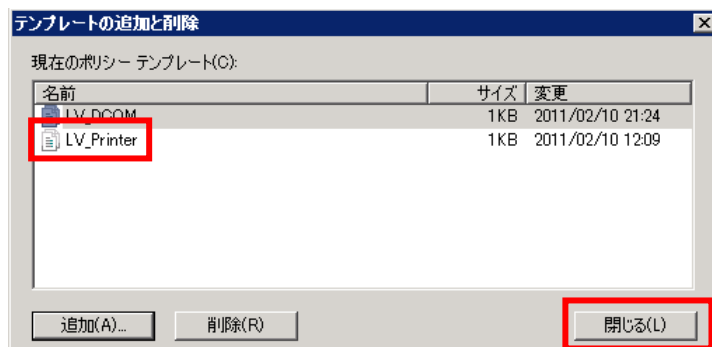 テンプレートの追加と削除
現在のポリシー テンプレート(C):
名前 サイズ 変更
LV_DCOM 1KB 2011/02/10 21:24
LV_Printer 1KB 2011/02/10 12:09
追加(A)... 削除(R) 閉じる(L)